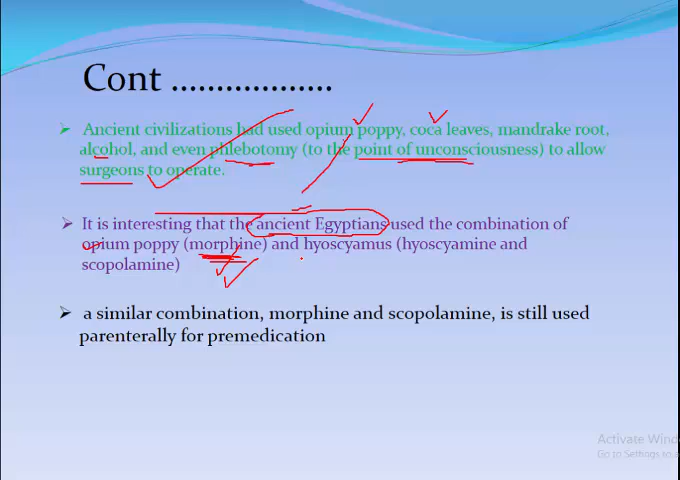 Cont ..................
➢ Ancient civilizations had used opium poppy, coca leaves, mandrake root,
alcohol, and even phlebotomy (to the point of unconsciousness) to allow
surgeons to operate.
➢ It is interesting that the ancient Egyptians used the combination of
opium poppy (morphine) and hyoscyamus (hyoscyamine and
scopolamine)
➢ a similar combination, morphine and scopolamine, is still used
parenterally for premedication
Activate Wind
Go to Settings to a